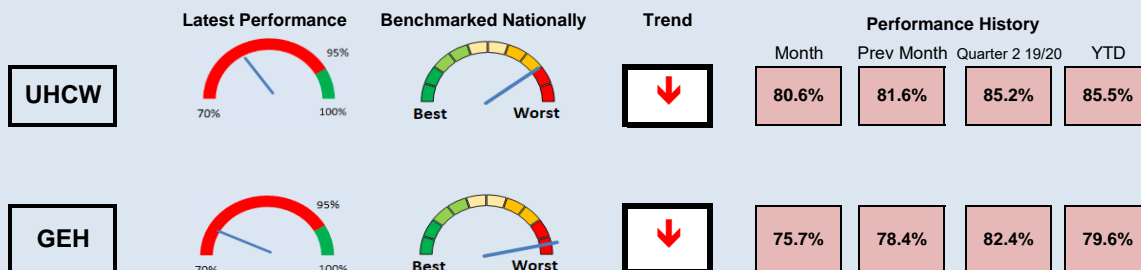 Latest Performance Benchmarked Nationally Trend Performance History
Month Prev Month Quarter 2 19/20 YTD
95%
UHCW 80.6% 81.6% 85.2% 85.5%
70% 100% Best Worst
95%
GEH 75.7% 78.4% 82.4% 79.6%
70% 100% Best Worst